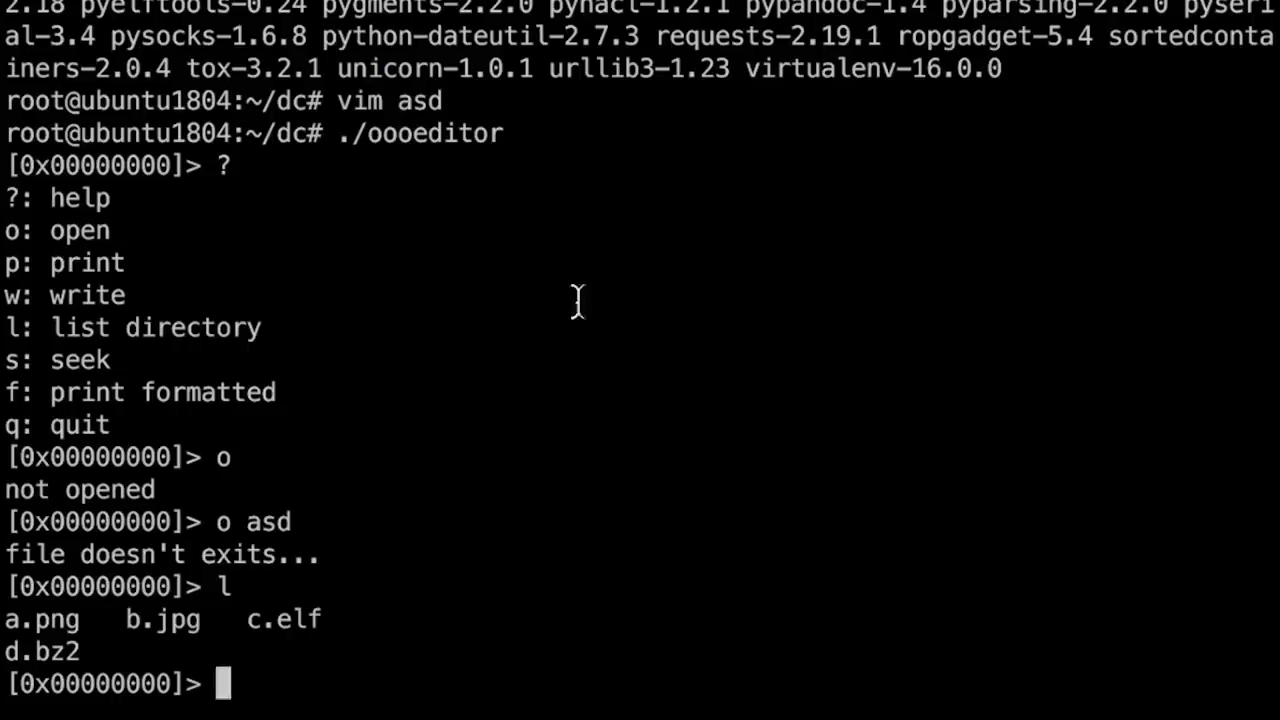 2.18 pyelftools-0.24 pygments-2.2.0 pynacl-1.2.1 pypandoc-1.4 pyparsing-2.2.0 pyseri
al-3.4 pysocks-1.6.8 python-dateutil-2.7.3 requests-2.19.1 ropgadget-5.4 sortedconta
iners-2.0.4 tox-3.2.1 unicorn-1.0.1 urllib3-1.23 virtualenv-16.0.0
root@ubuntu1804:~/dc# vim asd
root@ubuntu1804:~/dc# ./oooeditor
[0x00000000]> ?
?: help
o: open
p: print
w: write
l: list directory
s: seek
f: print formatted
q: quit
[0x00000000]> o
not opened
[0x00000000]> o asd
file doesn't exits...
[0x00000000]> l
a.png   b.jpg   c.elf
d.bz2
[0x00000000]>